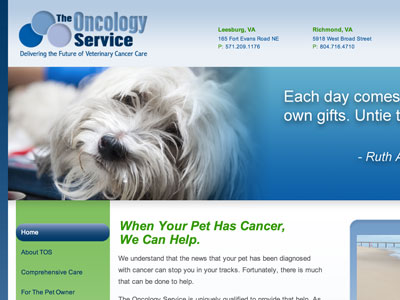 The Oncology
Service
Delivering the Future of Veterinary Cancer Care
Leesburg, VA
165 Fort Evans Road NE
P: 571.209.1176
Richmond, VA
5918 West Broad Street
P: 804.716.4710
Each day comes
own gifts. Untie t
- Ruth A
Home
About TOS
Comprehensive Care
For The Pet Owner
When Your Pet Has Cancer,
We Can Help.
We understand that the news that your pet has been diagnosed
with cancer can stop you in your tracks. Fortunately, there is much
that can be done to help.
The Oncology Service is uniquely qualified to provide that help. As